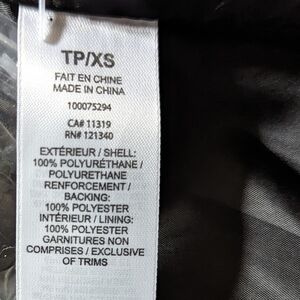 TP/XS
FAIT EN CHINE
MADE IN CHINA
100075294
CA# 11319
RN# 121340
EXTÉRIEUR / SHELL:
100% POLYURÉTHANE /
POLYURETHANE
RENFORCEMENT /
BACKING:
100% POLYESTER
INTÉRIEUR / LINING:
100% POLYESTER
GARNITURES NON
COMPRISES / EXCLUSIVE
OF TRIMS